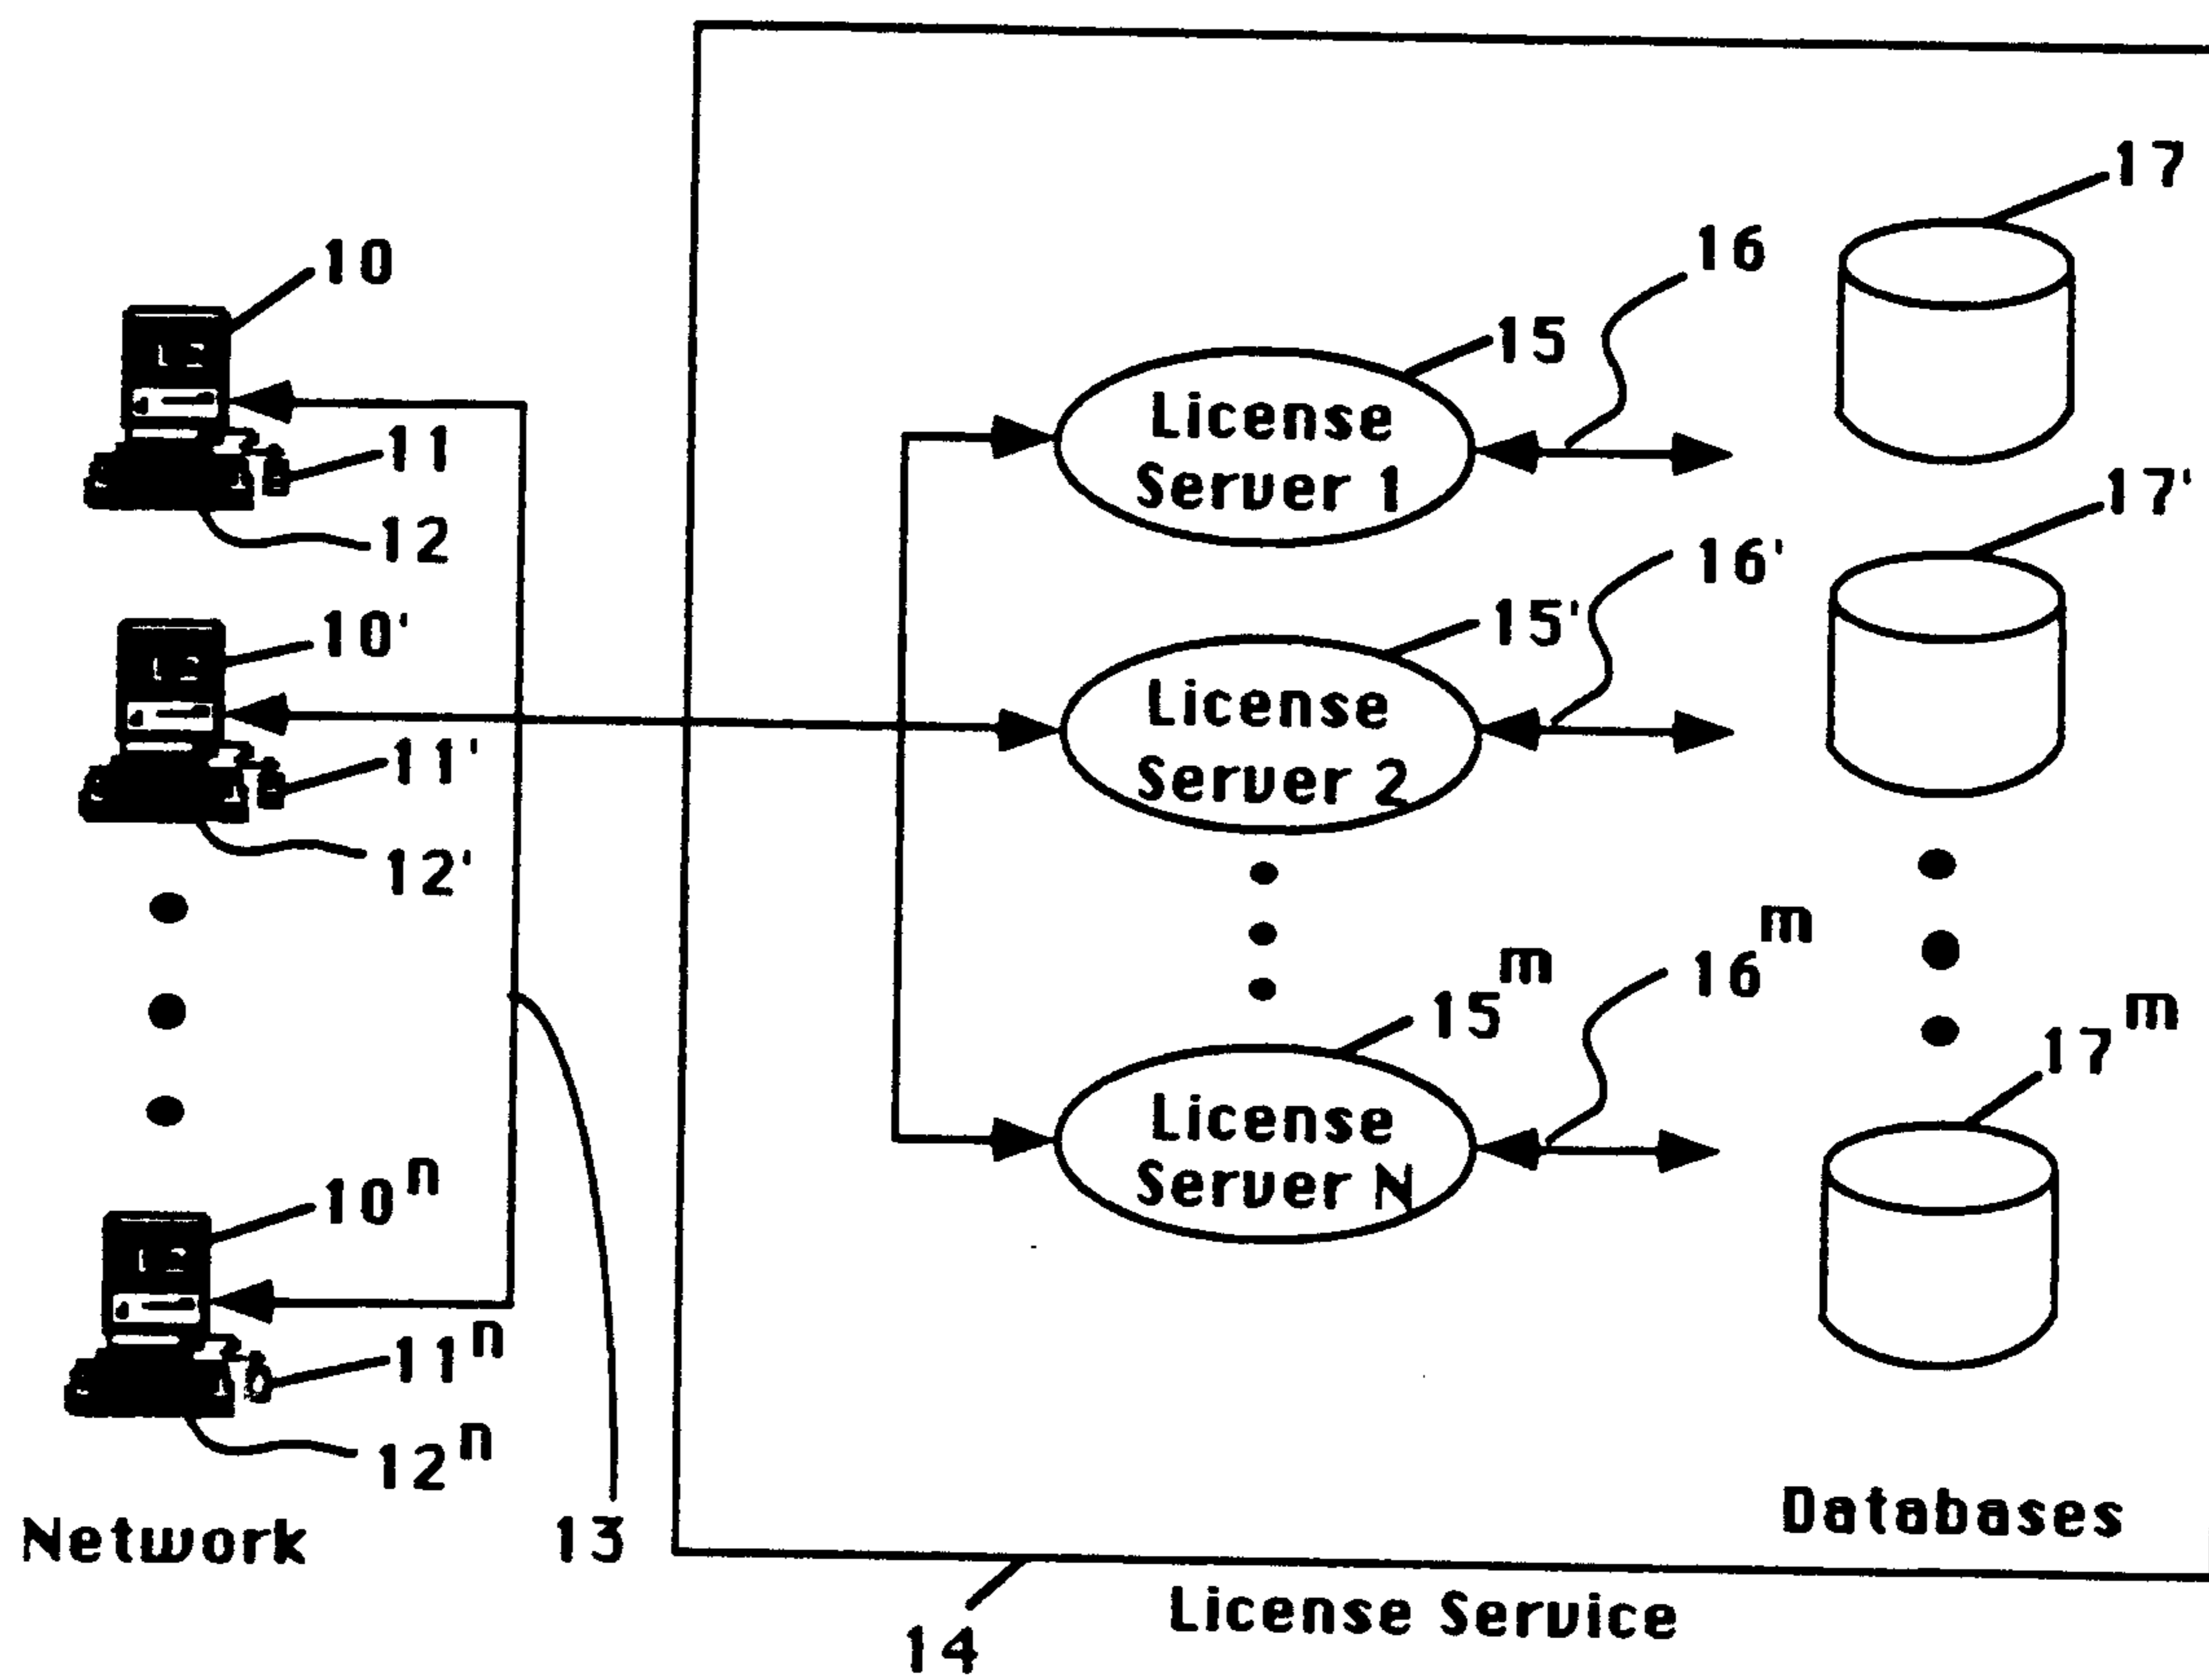 17
10
16
15
License
Server 1
11
12
17'
16'
10'
15'
License
Server 2
11'
12'
16ᵐ
15ᵐ
17ᵐ
License
Server N
10ⁿ
11ⁿ
12ⁿ
Network
13
Databases
License Service
14